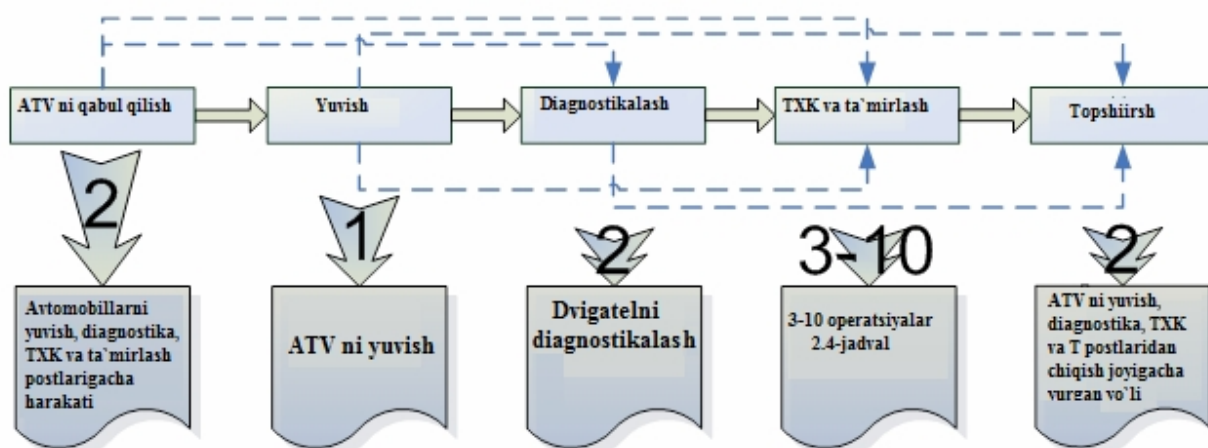 ATV ni qabul qilish
Yuvish
Diagnostikalash
TXK va ta`mirlash
Topshiirsh
2
1
2
3-10
2
Avtomobillarni
yuvish, diagnostika,
TXK va ta`mirlash
postlarigacha
harakati
ATV ni yuvish
Dvigatelni
diagnostikalash
3-10 operatsiyalar
2.4-jadval
ATV ni yuvish,
diagnostika, TXK
va T postlaridan
chiqish joyigacha
yurgan yo`li